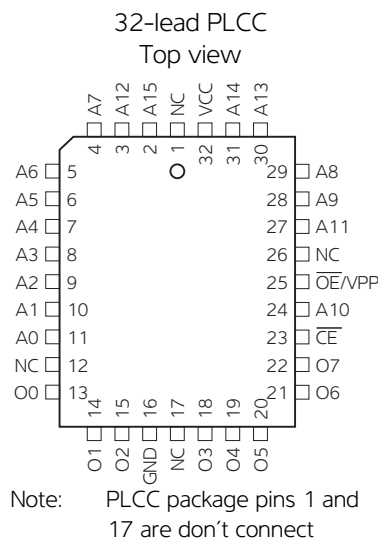 32-lead PLCC
Top view
A7 A12 A15 NC VCC A14 A13
4 3 2 1 32 31 30
A6 5 29 A8
A5 6 28 A9
A4 7 27 A11
A3 8 26 NC
A2 9 25 OE/VPP
A1 10 24 A10
A0 11 23 CE
NC 12 22 O7
O0 13 21 O6
14 15 16 17 18 19 20
O1 O2 GND NC O3 O4 O5
Note: PLCC package pins 1 and
17 are don´t connect